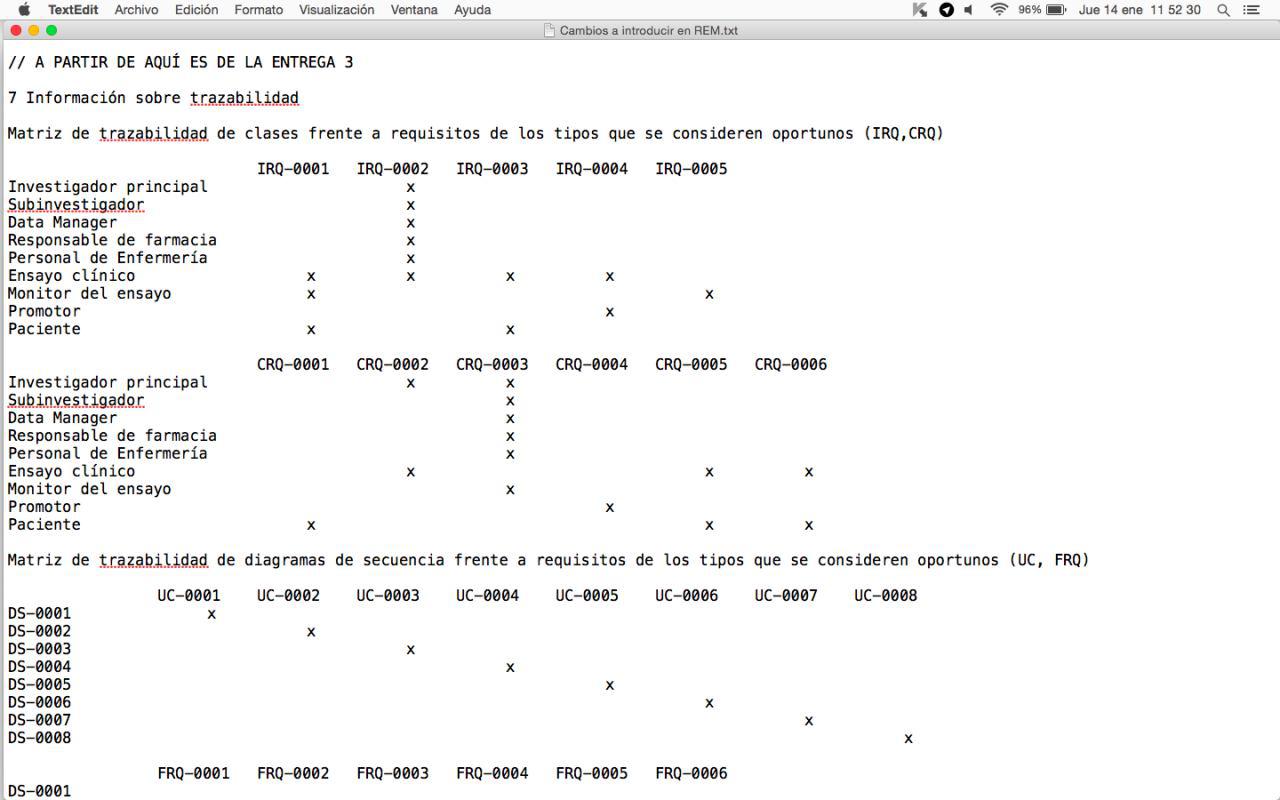 TextEdit Archivo Edición Formato Visualización Ventana Ayuda 96% Jue 14 ene 11 52 30
Cambios a introducir en REM.txt
// A PARTIR DE AQUÍ ES DE LA ENTREGA 3
7 Información sobre trazabilidad
Matriz de trazabilidad de clases frente a requisitos de los tipos que se consideren oportunos (IRQ,CRQ)
IRQ-0001 IRQ-0002 IRQ-0003 IRQ-0004 IRQ-0005
Investigador principal x
Subinvestigador x
Data Manager x
Responsable de farmacia x
Personal de Enfermería x
Ensayo clínico x x x x
Monitor del ensayo x x
Promotor x
Paciente x x
CRQ-0001 CRQ-0002 CRQ-0003 CRQ-0004 CRQ-0005 CRQ-0006
Investigador principal x x
Subinvestigador x
Data Manager x
Responsable de farmacia x
Personal de Enfermería x
Ensayo clínico x x x
Monitor del ensayo x
Promotor x
Paciente x x x
Matriz de trazabilidad de diagramas de secuencia frente a requisitos de los tipos que se consideren oportunos (UC, FRQ)
UC-0001 UC-0002 UC-0003 UC-0004 UC-0005 UC-0006 UC-0007 UC-0008
DS-0001 x
DS-0002 x
DS-0003 x
DS-0004 x
DS-0005 x
DS-0006 x
DS-0007 x
DS-0008 x
FRQ-0001 FRQ-0002 FRQ-0003 FRQ-0004 FRQ-0005 FRQ-0006
DS-0001